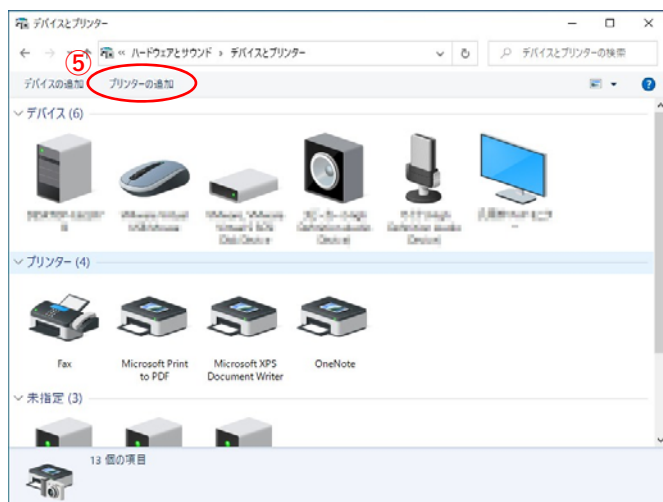 デバイスとプリンター
« ハードウェアとサウンド › デバイスとプリンター
デバイスとプリンターの検索
⑤
デバイスの追加 プリンターの追加
デバイス (6)
プリンター (4)
Fax
Microsoft Print
to PDF
Microsoft XPS
Document Writer
OneNote
未指定 (3)
13 個の項目